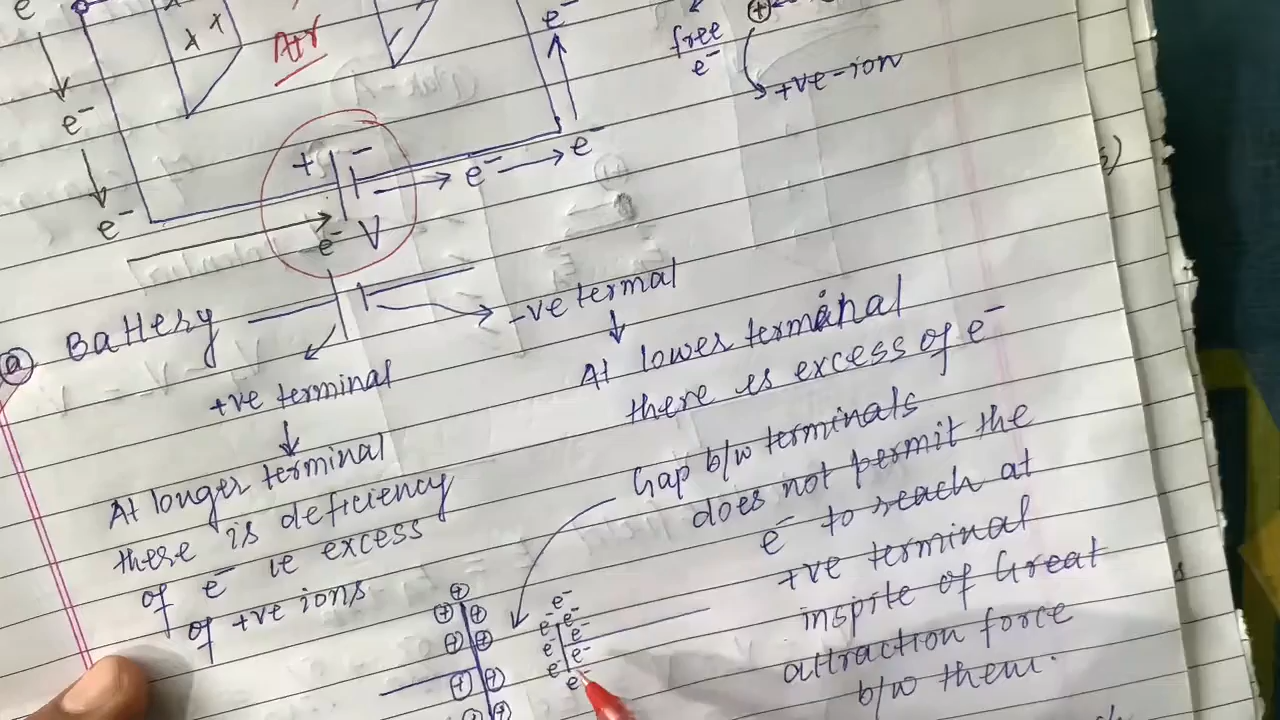 e⁻
e⁻
e⁻
X X
Air
e⁻
free
e⁻
+
+ve-ion
+ -
e⁻ → e⁻
e⁻ V
(a) Battery
-ve termal
+ve terminal
At lower terminal
there is excess of e⁻
At longer terminal
there is deficiency
of e⁻ ie excess
of +ve ions
Gap b/w terminals
does not permit the
e⁻ to reach at
+ve terminal
inspite of Great
attraction force
b/w them.
+
+ +
+ +
+ +
+
e⁻
e⁻ e⁻
e⁻
e⁻ e⁻
e⁻
e⁻